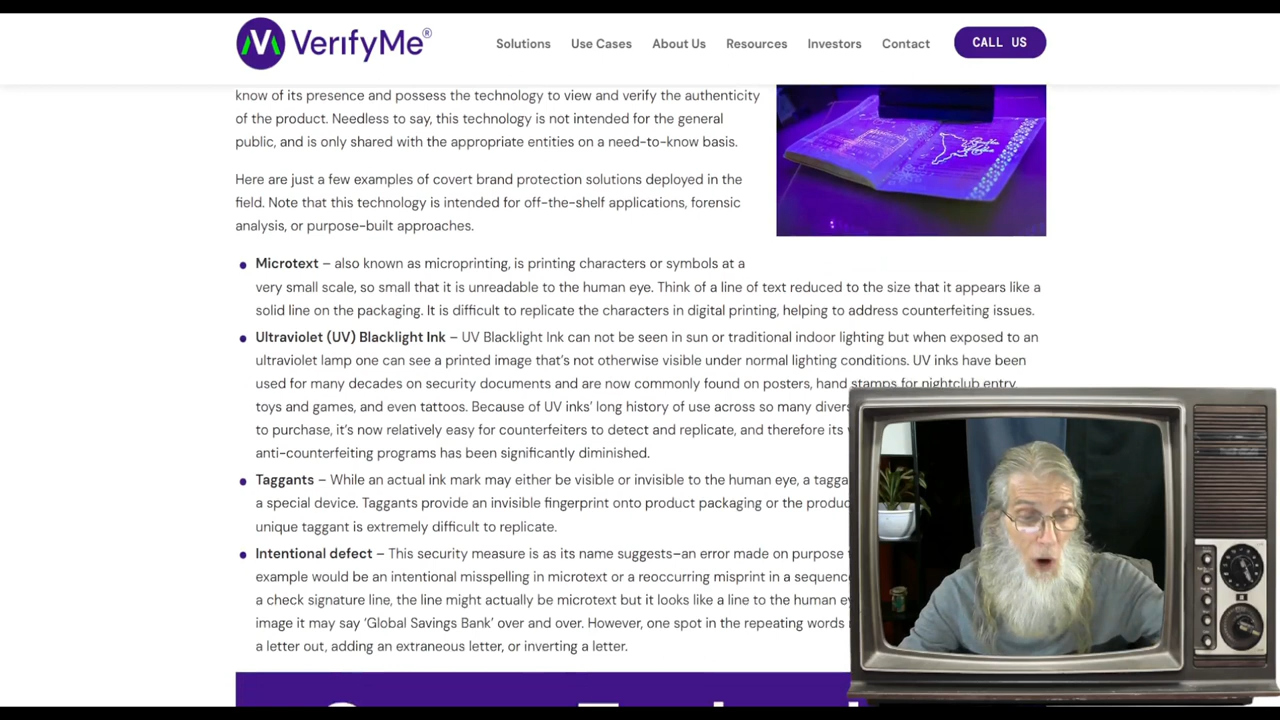 VerifyMe®
Solutions Use Cases About Us Resources Investors Contact CALL US
know of its presence and possess the technology to view and verify the authenticity
of the product. Needless to say, this technology is not intended for the general
public, and is only shared with the appropriate entities on a need-to-know basis.
Here are just a few examples of covert brand protection solutions deployed in the
field. Note that this technology is intended for off-the-shelf applications, forensic
analysis, or purpose-built approaches.
Microtext – also known as microprinting, is printing characters or symbols at a
very small scale, so small that it is unreadable to the human eye. Think of a line of text reduced to the size that it appears like a
solid line on the packaging. It is difficult to replicate the characters in digital printing, helping to address counterfeiting issues.
Ultraviolet (UV) Blacklight Ink – UV Blacklight Ink can not be seen in sun or traditional indoor lighting but when exposed to an
ultraviolet lamp one can see a printed image that's not otherwise visible under normal lighting conditions. UV inks have been
used for many decades on security documents and are now commonly found on posters, hand stamps for nightclub entry,
toys and games, and even tattoos. Because of UV inks' long history of use across so many
to purchase, it's now relatively easy for counterfeiters to detect and replicate, and therefore its
anti-counterfeiting programs has been significantly diminished.
Taggants – While an actual ink mark may either be visible or invisible to the human eye, a
a special device. Taggants provide an invisible fingerprint onto product packaging or the
unique taggant is extremely difficult to replicate.
Intentional defect – This security measure is as its name suggests–an error made on purpose
example would be an intentional misspelling in microtext or a reoccurring misprint in a
a check signature line, the line might actually be microtext but it looks like a line to the human
image it may say 'Global Savings Bank' over and over. However, one spot in the repeating words
a letter out, adding an extraneous letter, or inverting a letter.